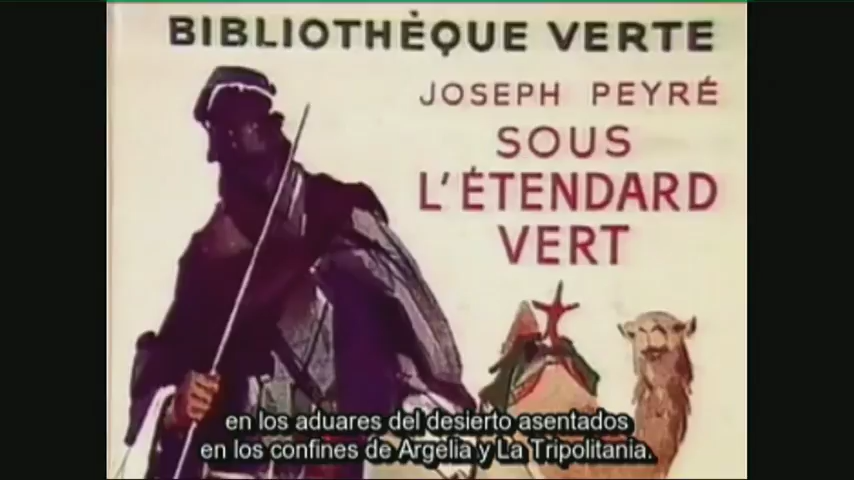 BIBLIOTHÈQUE VERTE
JOSEPH PEYRÉ
SOUS
L'ÉTENDARD
VERT
en los aduares del desierto asentados
en los confines de Argelia y La Tripolitania.